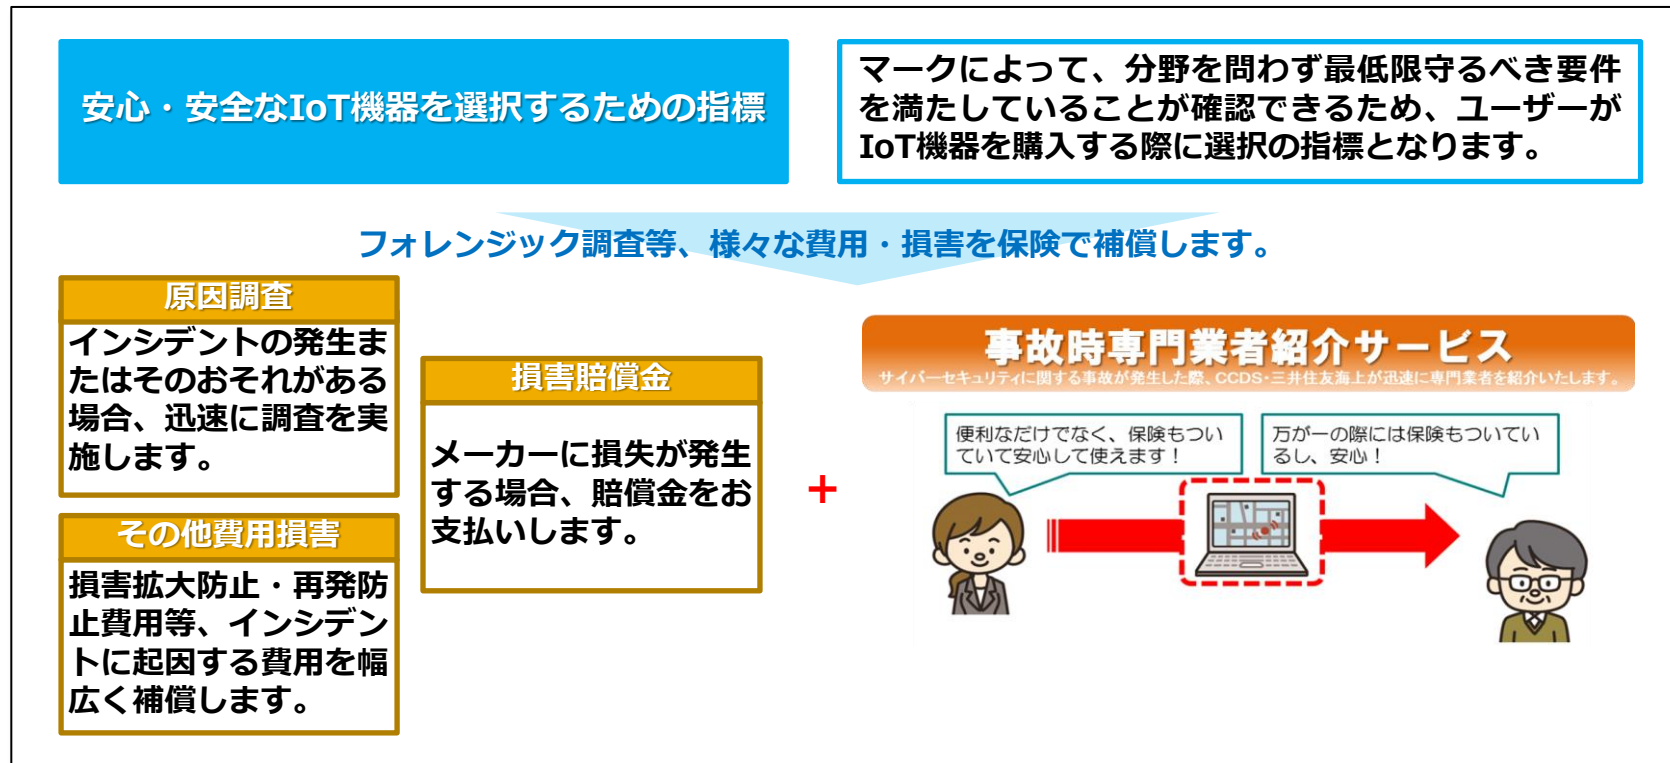 安心・安全なIoT機器を選択するための指標
マークによって、分野を問わず最低限守るべき要件
を満たしていることが確認できるため、ユーザーが
IoT機器を購入する際に選択の指標となります。
フォレンジック調査等、様々な費用・損害を保険で補償します。
原因調査
インシデントの発生ま
たはそのおそれがある
場合、迅速に調査を実
施します。
その他費用損害
損害拡大防止・再発防
止費用等、インシデン
トに起因する費用を幅
広く補償します。
損害賠償金
メーカーに損失が発生
する場合、賠償金をお
支払いします。
+
事故時専門業者紹介サービス
サイバーセキュリティに関する事故が発生した際、CCDS・三井住友海上が迅速に専門業者を紹介いたします。
便利なだけでなく、保険もつい
ていて安心して使えます！
万が一の際には保険もついてい
るし、安心！